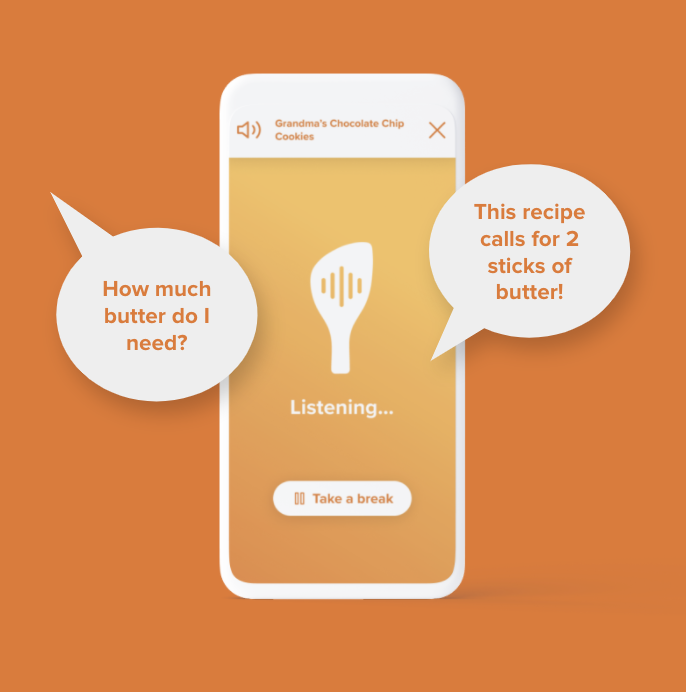 Grandma's Chocolate Chip
Cookies
How much
butter do I
need?
This recipe
calls for 2
sticks of
butter!
Listening...
Take a break